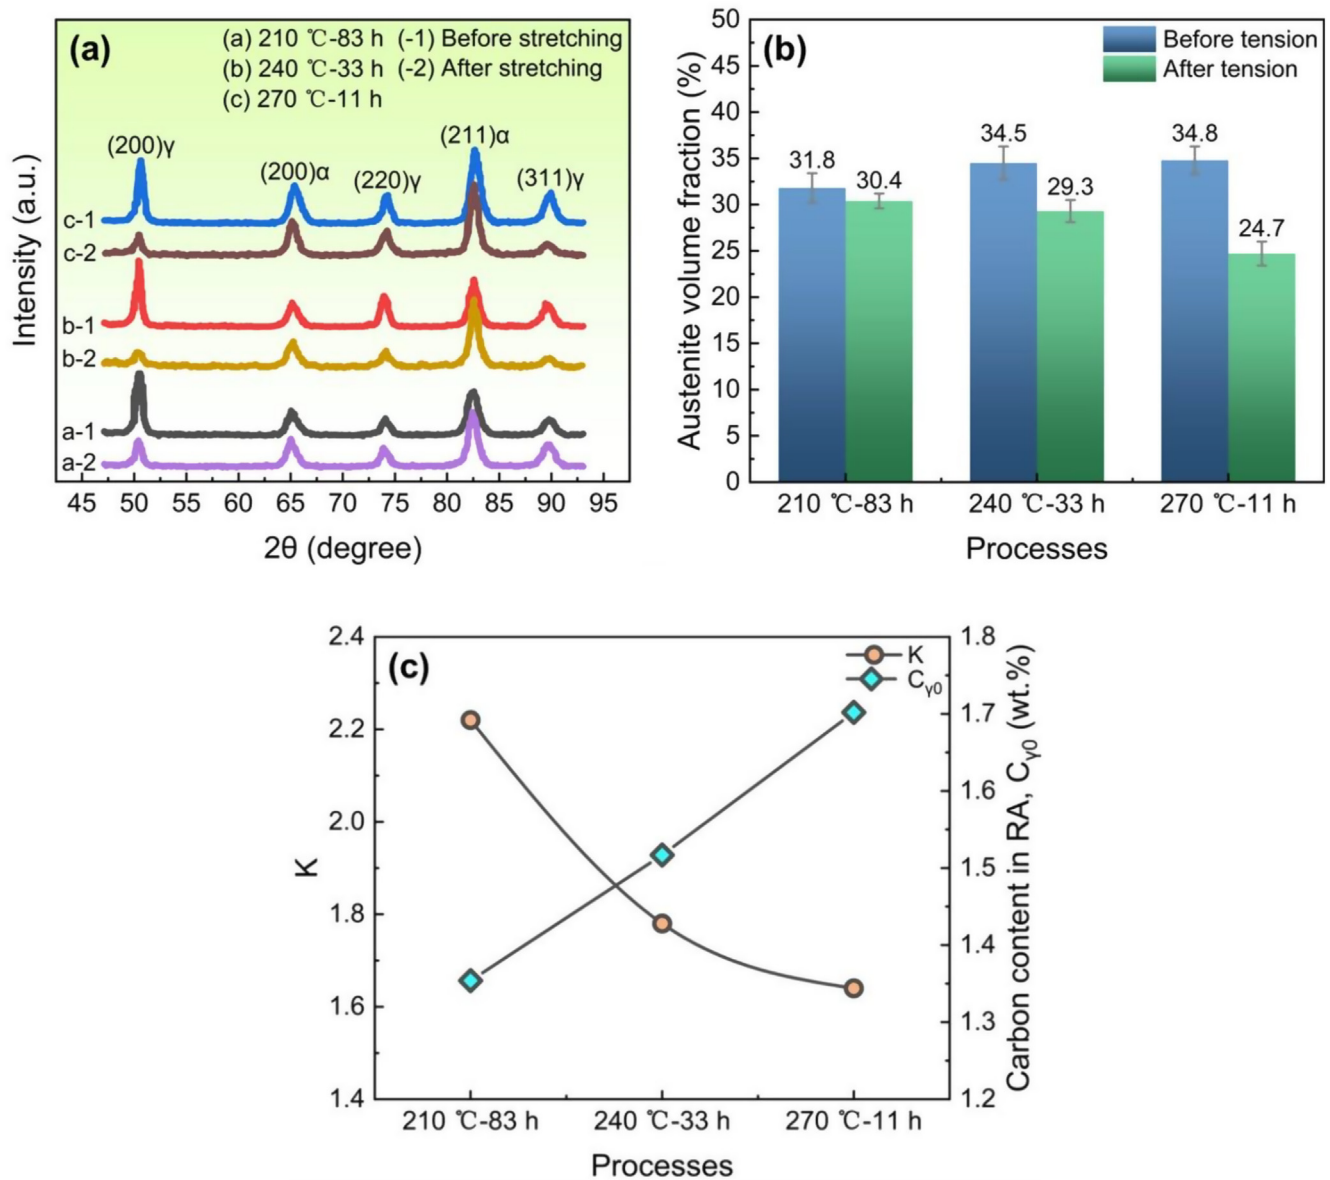 (a)
(a) 210 ℃-83 h (-1) Before stretching
(b) 240 ℃-33 h (-2) After stretching
(c) 270 ℃-11 h
(200)γ
(200)α
(220)γ
(211)α
(311)γ
c-1
c-2
b-1
b-2
a-1
a-2
Intensity (a.u.)
45 50 55 60 65 70 75 80 85 90 95
2θ (degree)
(b)
Before tension
After tension
50
45
40
35
30
25
20
15
10
5
0
Austenite volume fraction (%)
31.8
30.4
34.5
29.3
34.8
24.7
210 ℃-83 h 240 ℃-33 h 270 ℃-11 h
Processes
(c)
K
Cγ0
2.4
2.2
2.0
1.8
1.6
1.4
K
1.8
1.7
1.6
1.5
1.4
1.3
1.2
Carbon content in RA, Cγ0 (wt.%)
210 ℃-83 h 240 ℃-33 h 270 ℃-11 h
Processes